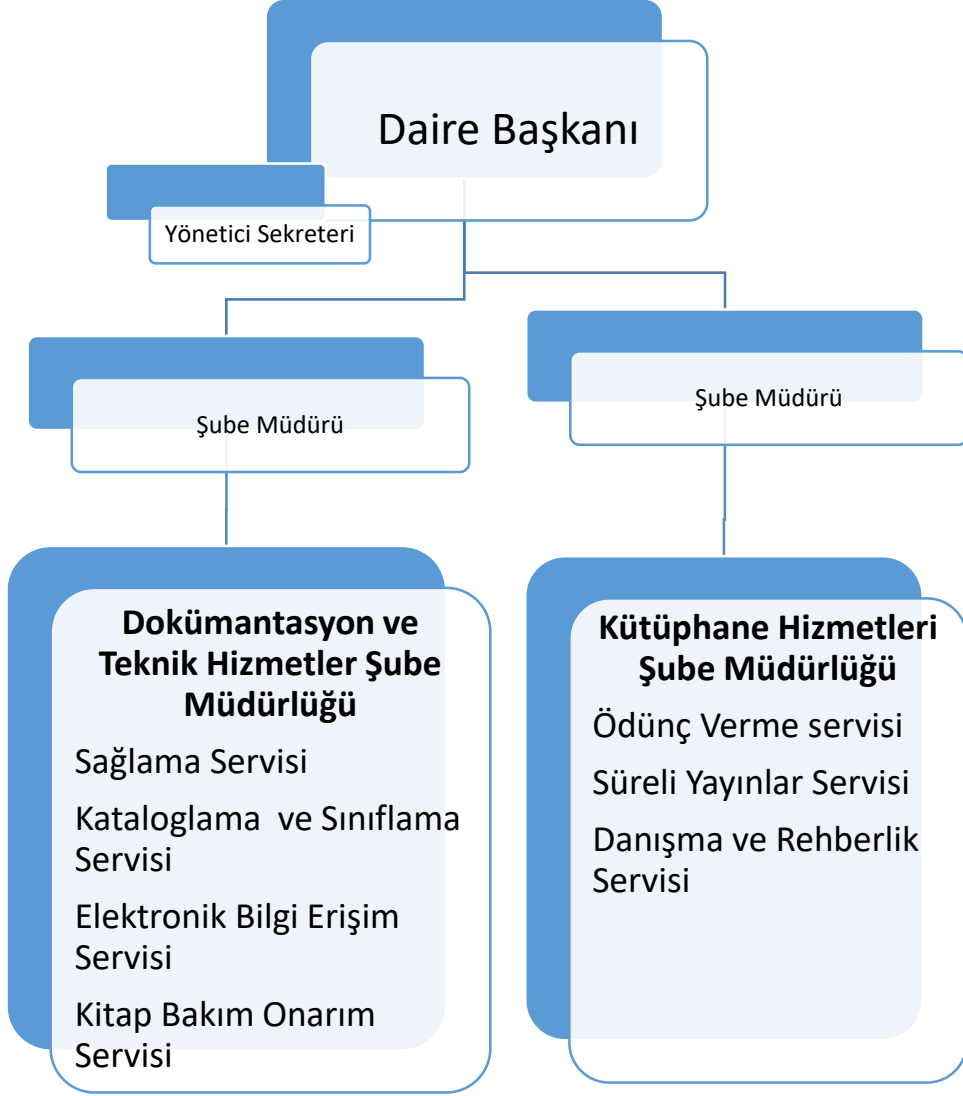 Daire Başkanı
Yönetici Sekreteri
Şube Müdürü
Şube Müdürü
Dokümantasyon ve
Teknik Hizmetler Şube
Müdürlüğü
Sağlama Servisi
Kataloglama  ve Sınıflama
Servisi
Elektronik Bilgi Erişim
Servisi
Kitap Bakım Onarım
Servisi
Kütüphane Hizmetleri
Şube Müdürlüğü
Ödünç Verme servisi
Süreli Yayınlar Servisi
Danışma ve Rehberlik
Servisi